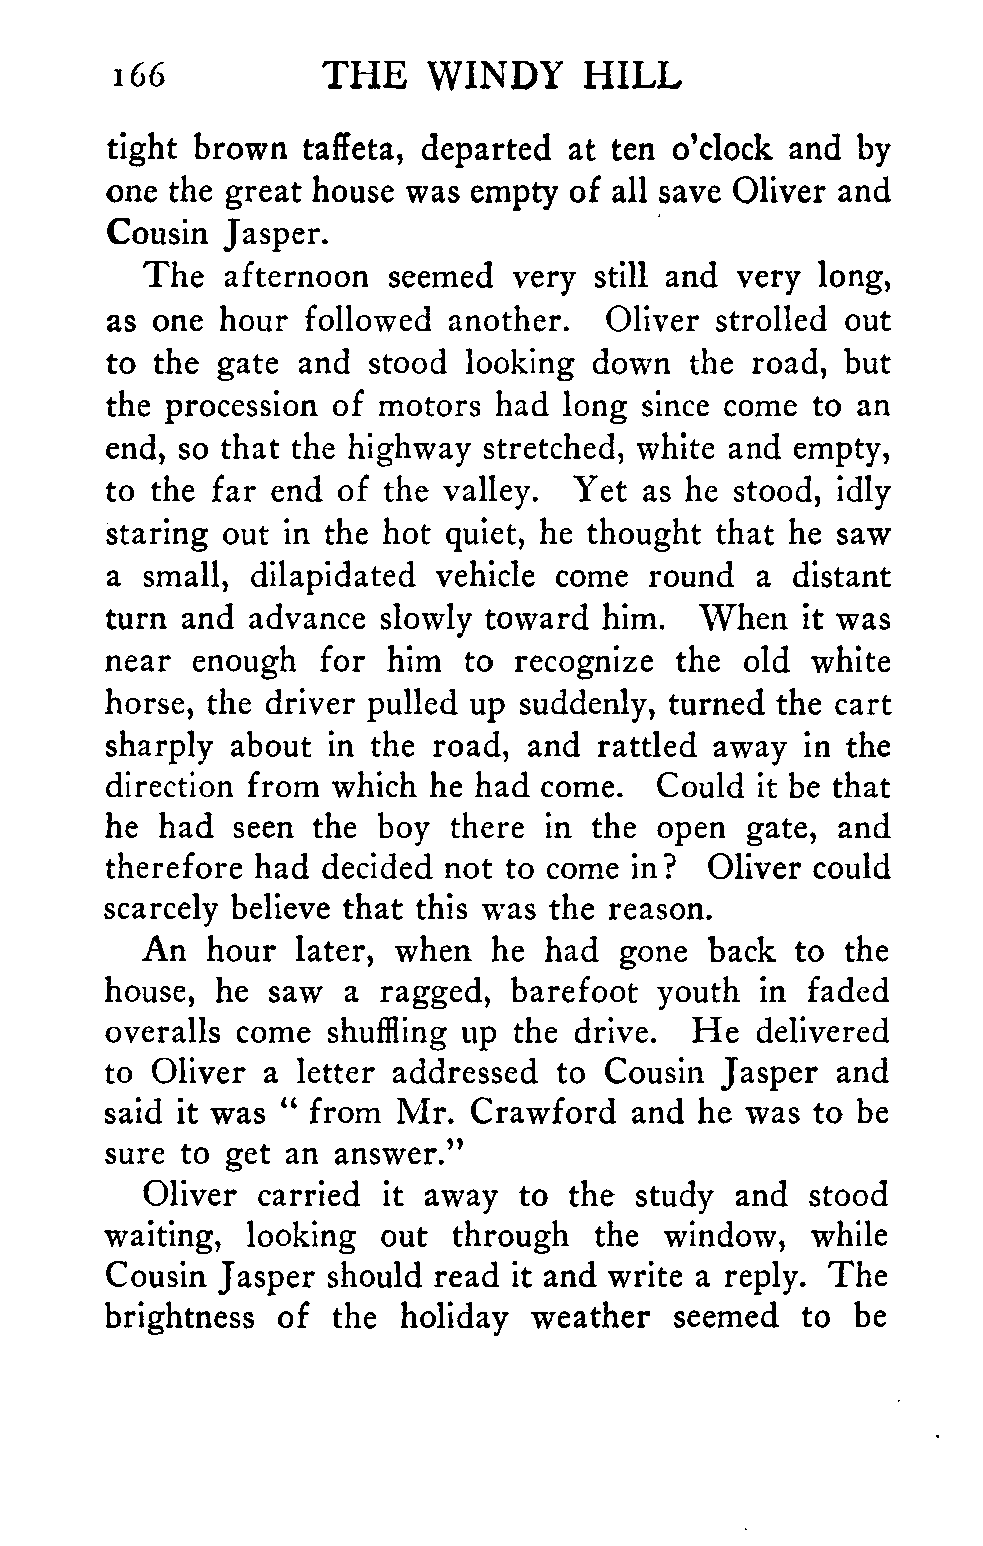 166 THE WINDY HILL
tight brown taffeta, departed at ten o'clock and by
one the great house was empty of all save Oliver and
Cousin Jasper.
The afternoon seemed very still and very long,
as one hour followed another. Oliver strolled out
to the gate and stood looking down the road, but
the procession of motors had long since come to an
end, so that the highway stretched, white and empty,
to the far end of the valley. Yet as he stood, idly
staring out in the hot quiet, he thought that he saw
a small, dilapidated vehicle come round a distant
turn and advance slowly toward him. When it was
near enough for him to recognize the old white
horse, the driver pulled up suddenly, turned the cart
sharply about in the road, and rattled away in the
direction from which he had come. Could it be that
he had seen the boy there in the open gate, and
therefore had decided not to come in? Oliver could
scarcely believe that this was the reason.
An hour later, when he had gone back to the
house, he saw a ragged, barefoot youth in faded
overalls come shuffling up the drive. He delivered
to Oliver a letter addressed to Cousin Jasper and
said it was " from Mr. Crawford and he was to be
sure to get an answer."
Oliver carried it away to the study and stood
waiting, looking out through the window, while
Cousin Jasper should read it and write a reply. The
brightness of the holiday weather seemed to be